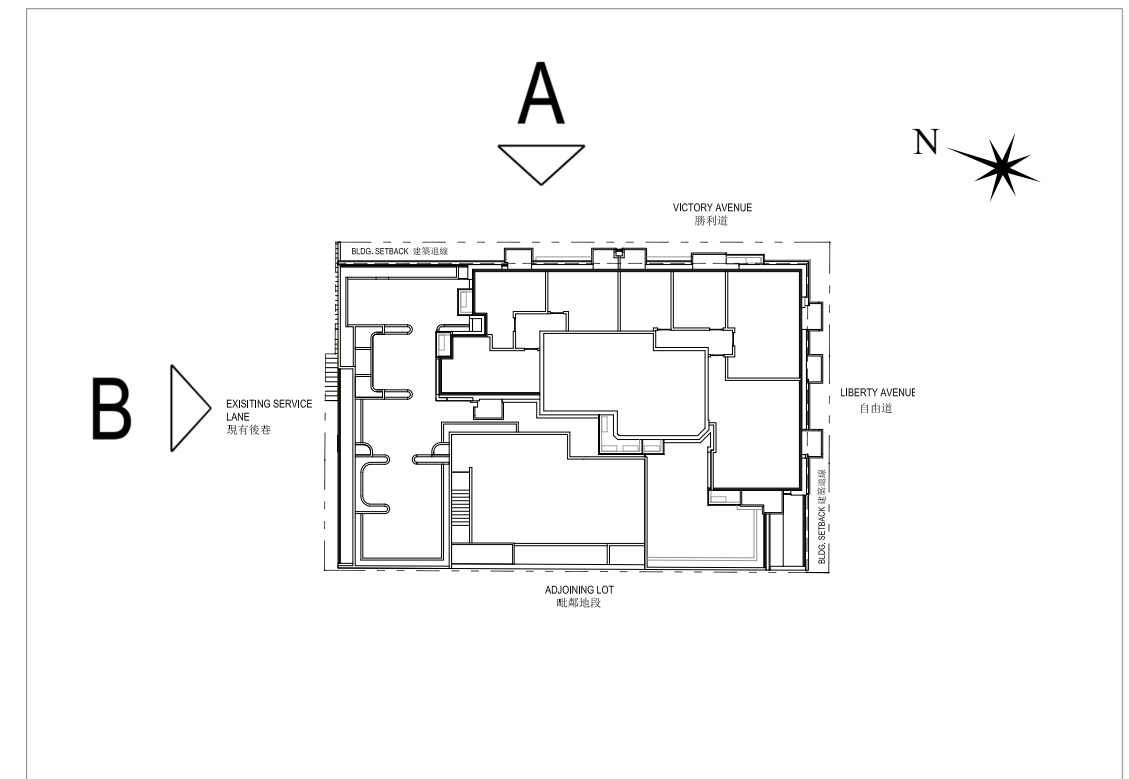 A
N
VICTORY AVENUE
勝利道
BLDG. SETBACK 建築退線
B
EXISITING SERVICE
LANE
現有後巷
LIBERTY AVENUE
自由道
BLDG. SETBACK 建築退線
ADJOINING LOT
毗鄰地段